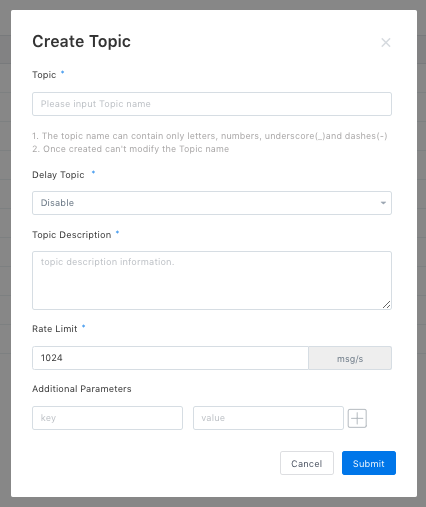 Create Topic
Topic *
Please input Topic name
1. The topic name can contain only letters, numbers, underscore(_)and dashes(-)
2. Once created can't modify the Topic name
Delay Topic *
Disable
Topic Description *
topic description information.
Rate Limit *
1024 msg/s
Additional Parameters
key value
Cancel Submit